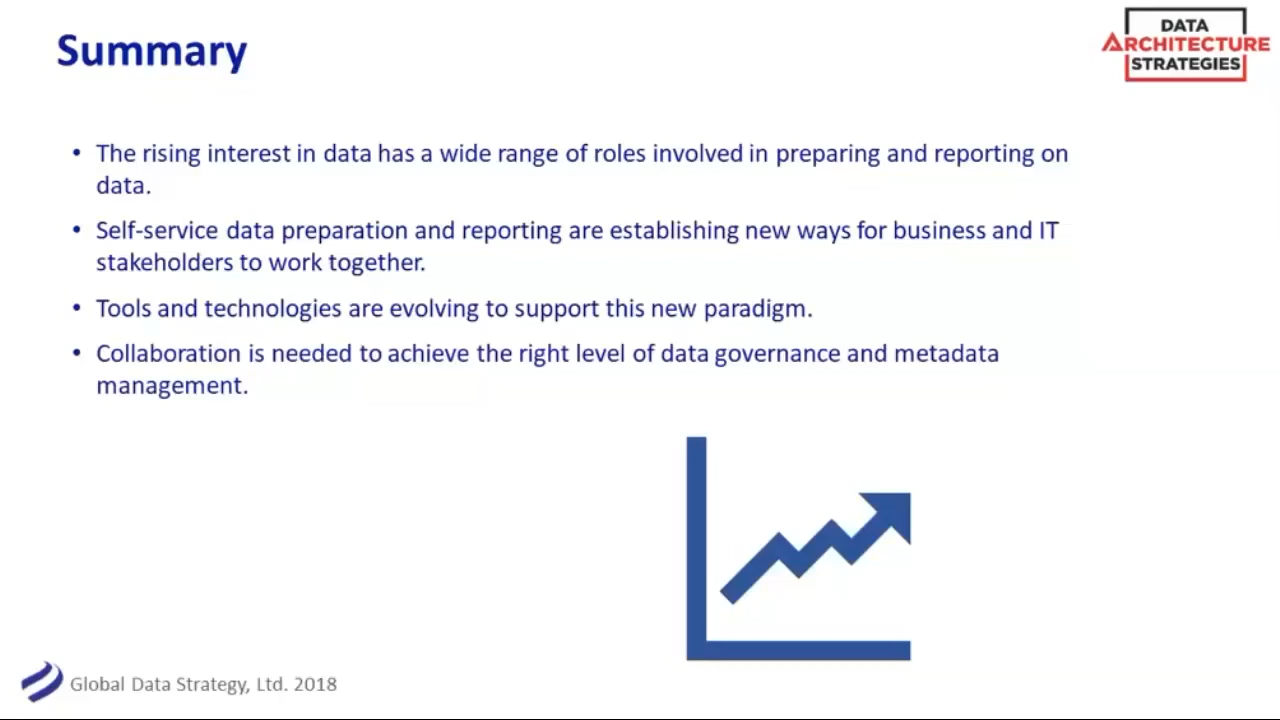 Summary
DATA
ARCHITECTURE
STRATEGIES
• The rising interest in data has a wide range of roles involved in preparing and reporting on
data.
• Self-service data preparation and reporting are establishing new ways for business and IT
stakeholders to work together.
• Tools and technologies are evolving to support this new paradigm.
• Collaboration is needed to achieve the right level of data governance and metadata
management.
Global Data Strategy, Ltd. 2018